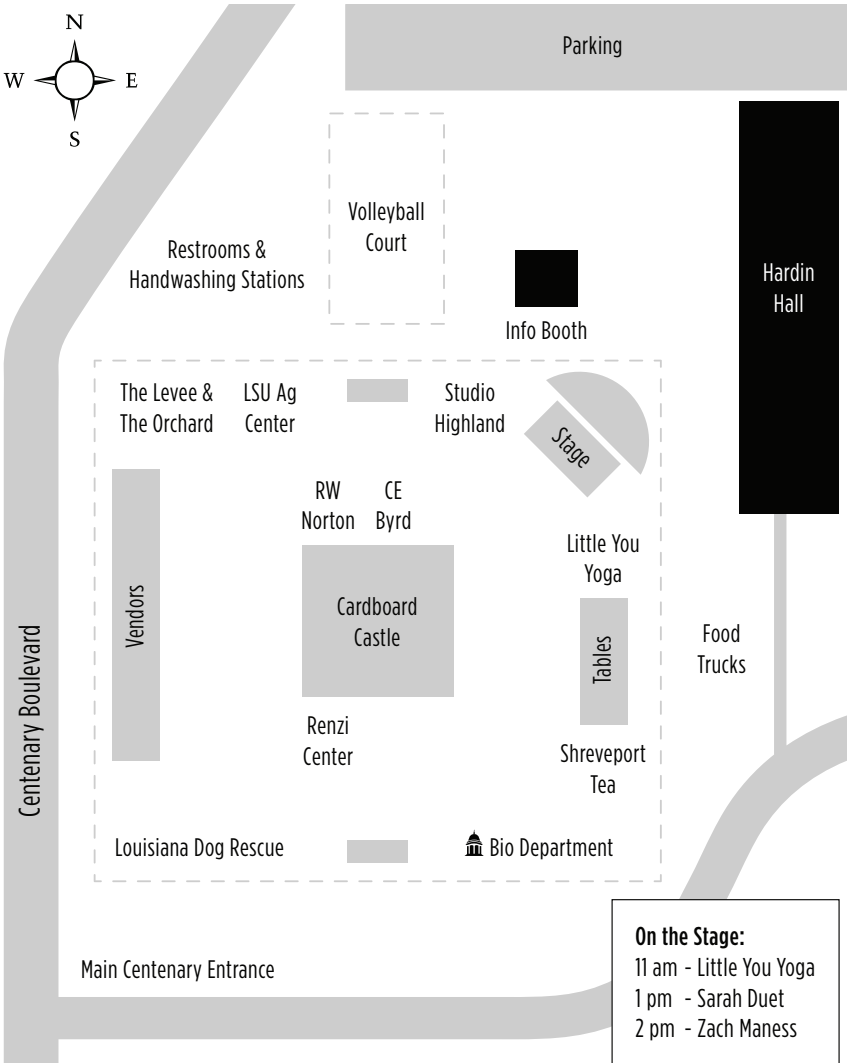 N
W
E
S
Parking
Volleyball
Court
Restrooms &
Handwashing Stations
Hardin
Hall
Info Booth
The Levee &
The Orchard
LSU Ag
Center
Studio
Highland
Stage
RW
Norton
CE
Byrd
Little You
Yoga
Cardboard
Castle
Vendors
Tables
Food
Trucks
Centenary Boulevard
Renzi
Center
Shreveport
Tea
Louisiana Dog Rescue
Bio Department
Main Centenary Entrance
On the Stage:
11 am - Little You Yoga
1 pm - Sarah Duet
2 pm - Zach Maness